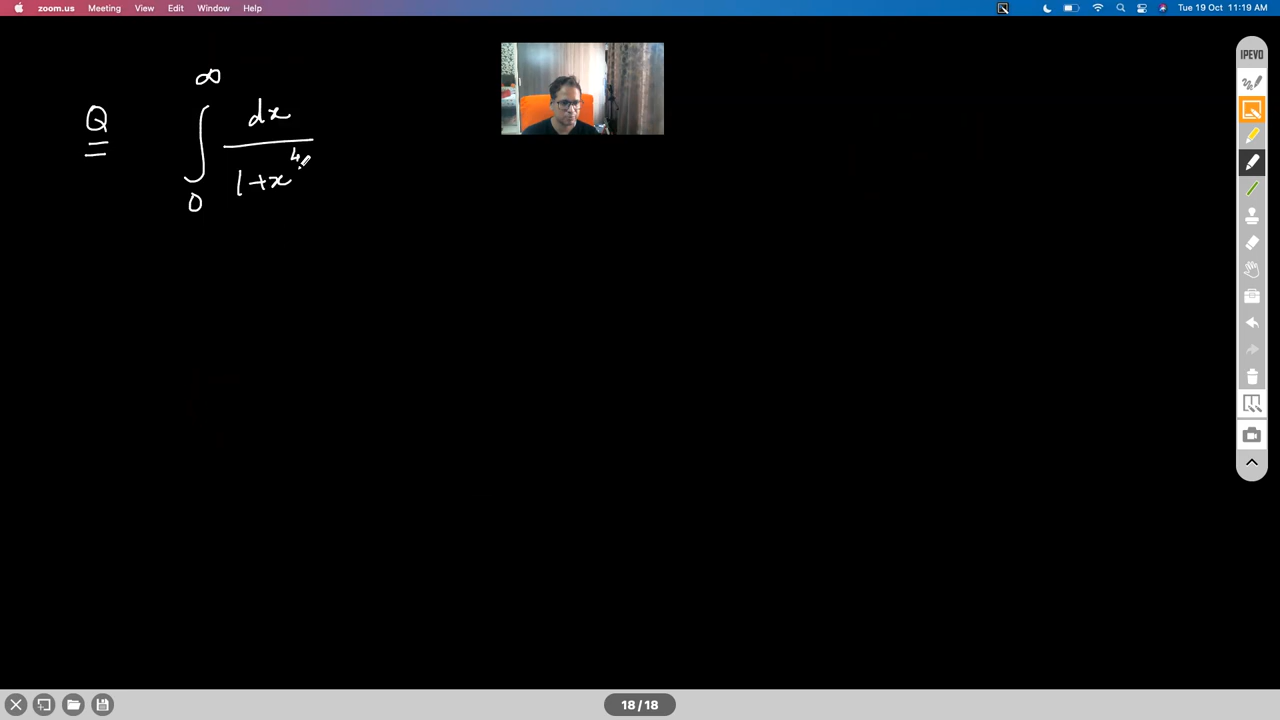 zoom.us Meeting View Edit Window Help Tue 19 Oct 11:19 AM
IPEVO
∞
Q ∫ dx
1+x⁴
0
18/18